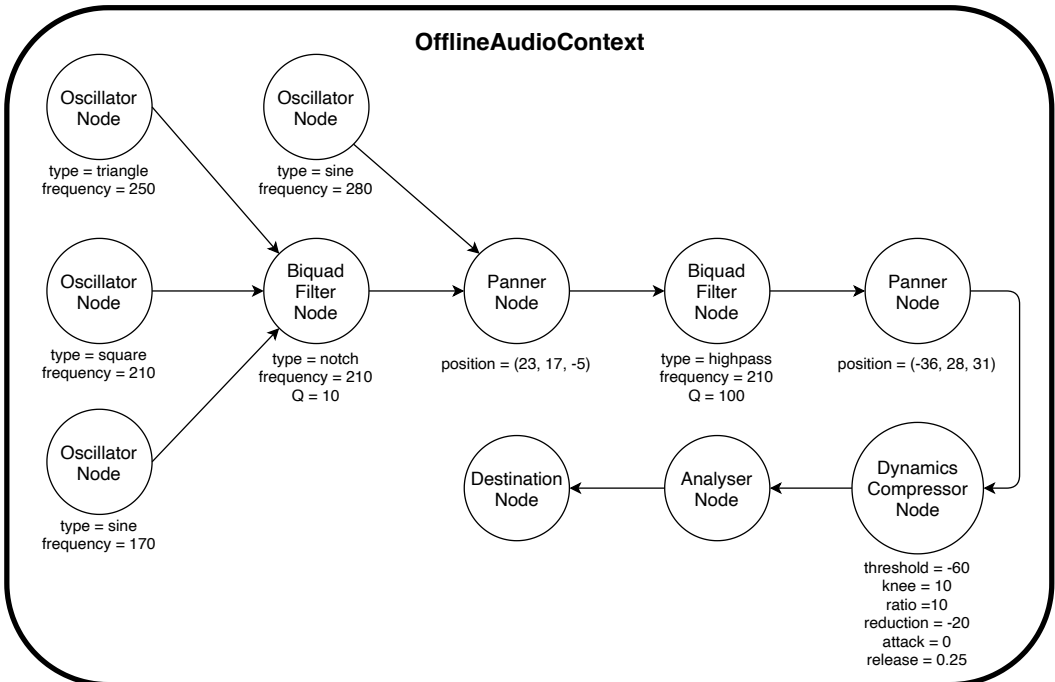 OfflineAudioContext
Oscillator
Node
type = triangle
frequency = 250
Oscillator
Node
type = sine
frequency = 280
Oscillator
Node
type = square
frequency = 210
Biquad
Filter
Node
type = notch
frequency = 210
Q = 10
Panner
Node
position = (23, 17, -5)
Biquad
Filter
Node
type = highpass
frequency = 210
Q = 100
Panner
Node
position = (-36, 28, 31)
Oscillator
Node
type = sine
frequency = 170
Destination
Node
Analyser
Node
Dynamics
Compressor
Node
threshold = -60
knee = 10
ratio =10
reduction = -20
attack = 0
release = 0.25